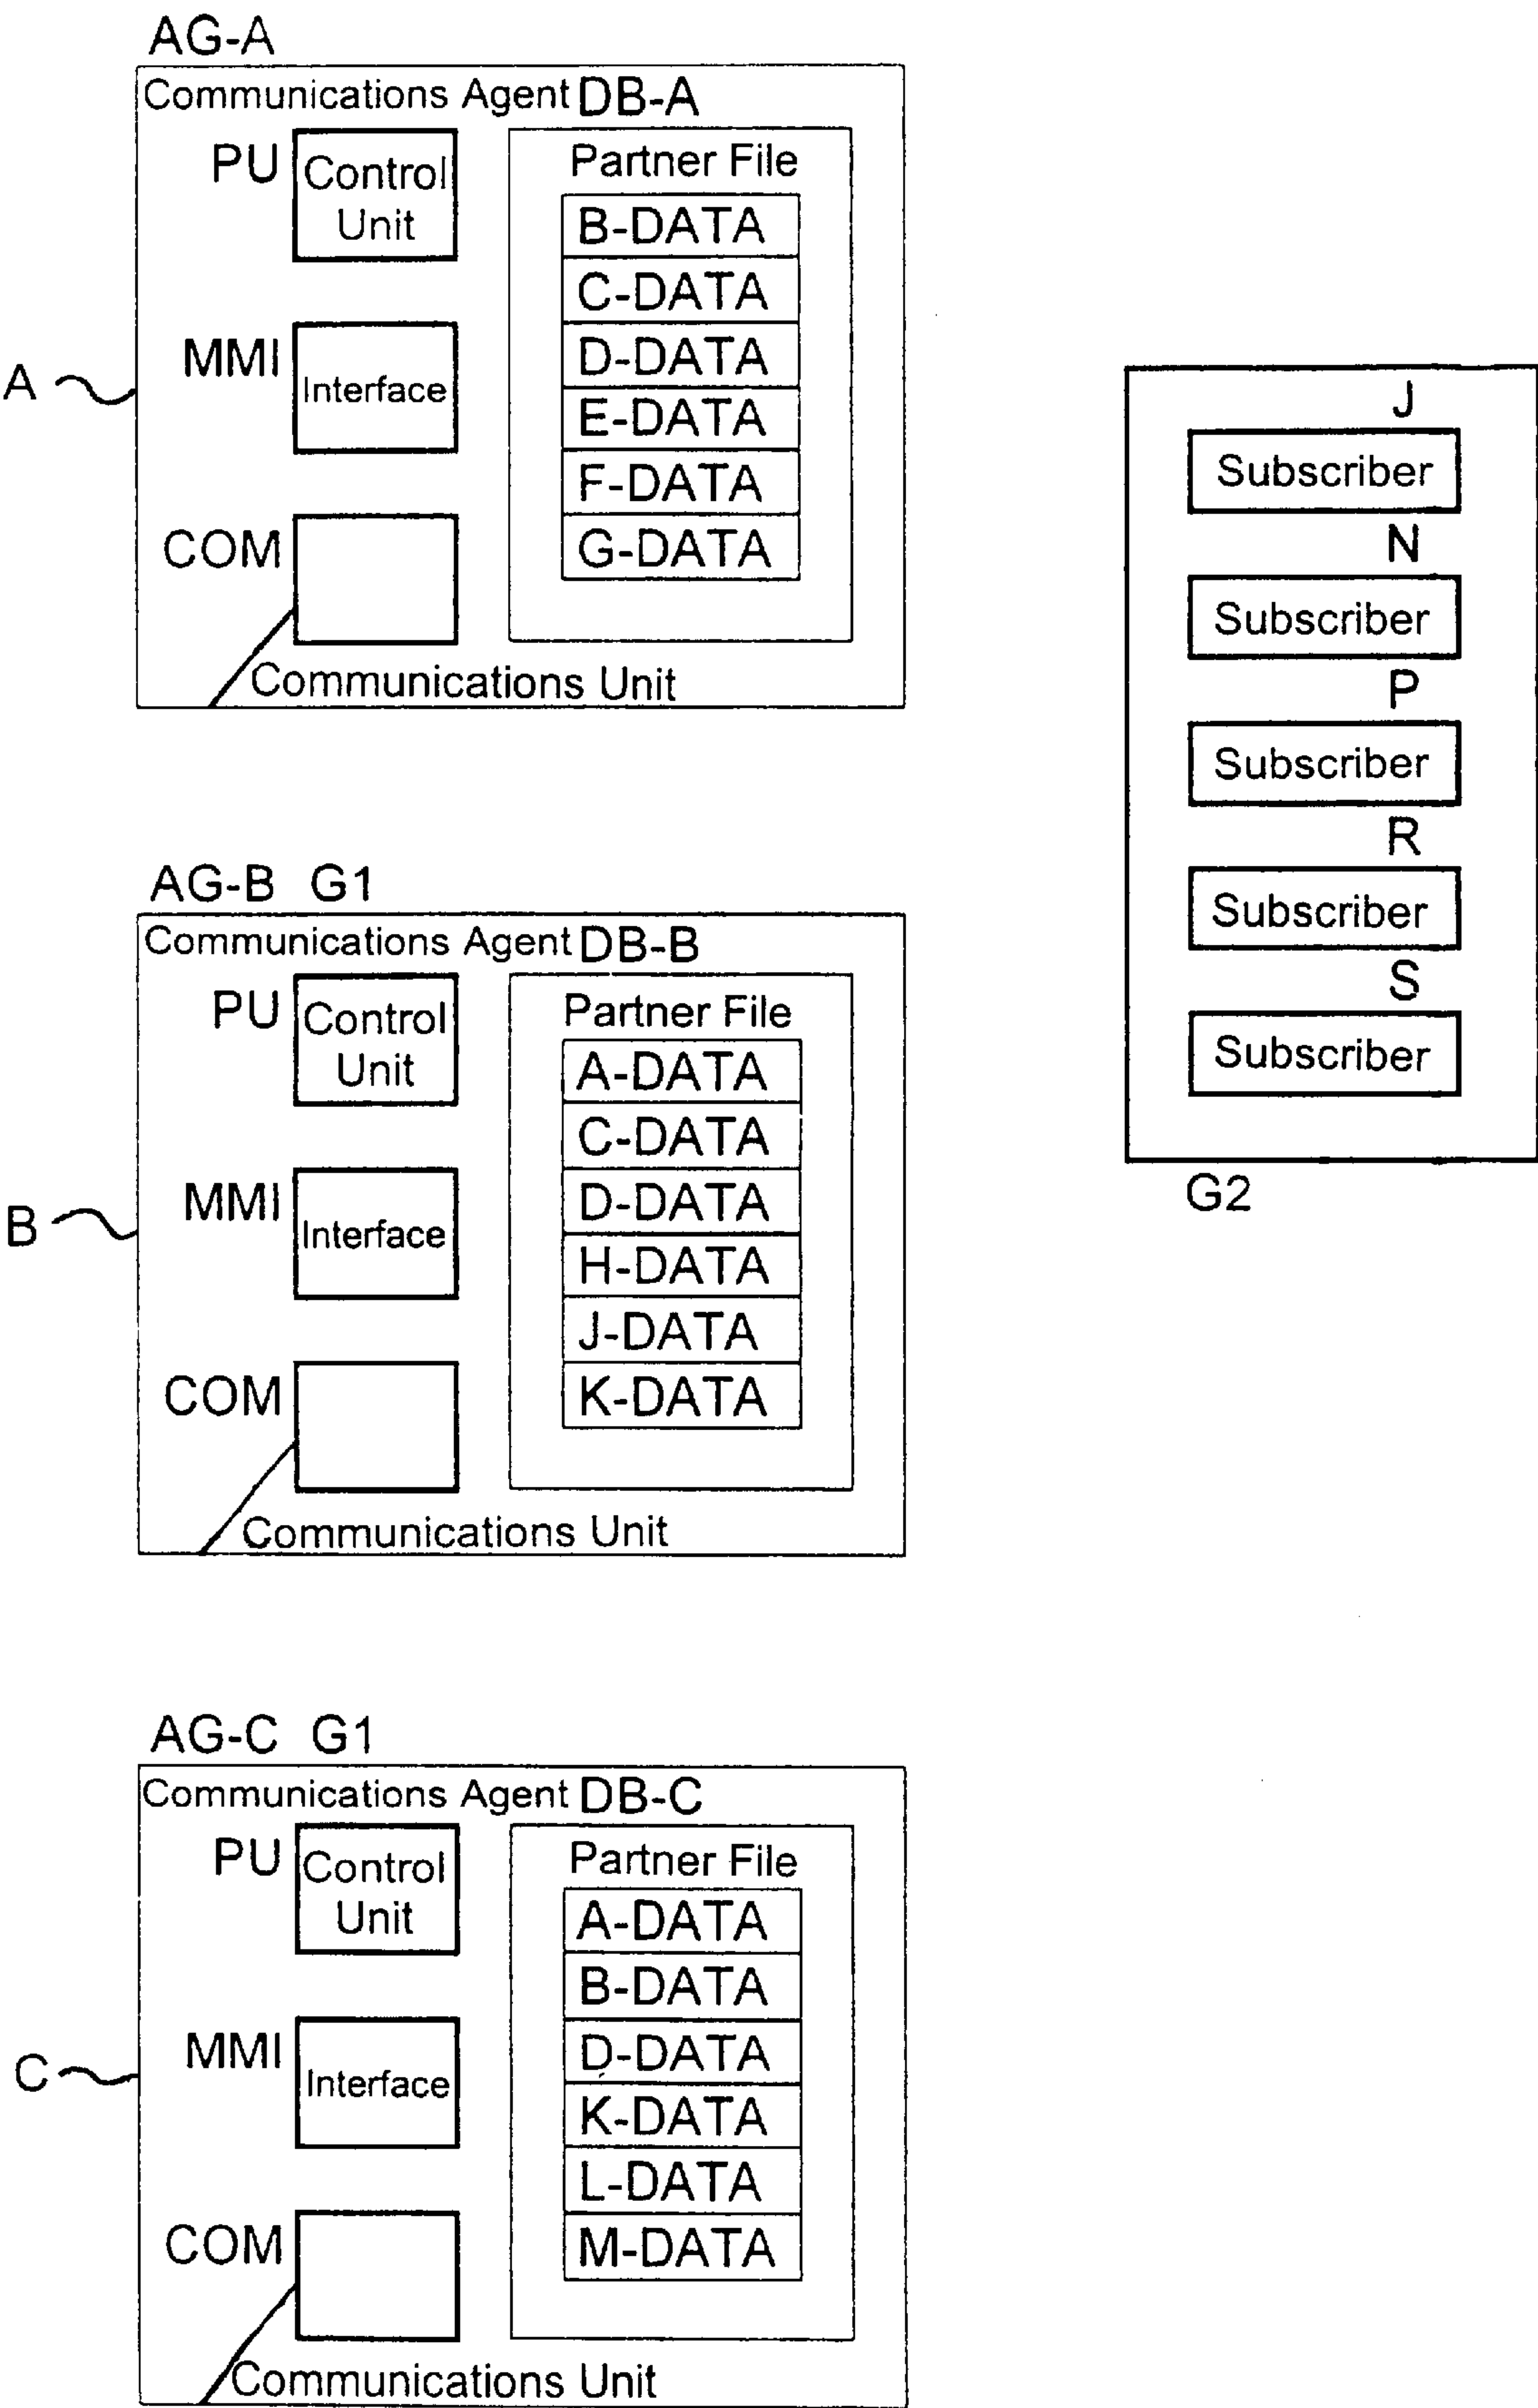 AG-A
Communications Agent DB-A
PU
Control
Unit
MMI
Interface
COM
Communications Unit
Partner File
B-DATA
C-DATA
D-DATA
E-DATA
F-DATA
G-DATA
A
AG-B G1
Communications Agent DB-B
PU
Control
Unit
MMI
Interface
COM
Communications Unit
Partner File
A-DATA
C-DATA
D-DATA
H-DATA
J-DATA
K-DATA
B
AG-C G1
Communications Agent DB-C
PU
Control
Unit
MMI
Interface
COM
Communications Unit
Partner File
A-DATA
B-DATA
D-DATA
K-DATA
L-DATA
M-DATA
C
J
Subscriber
N
Subscriber
P
Subscriber
R
Subscriber
S
Subscriber
G2